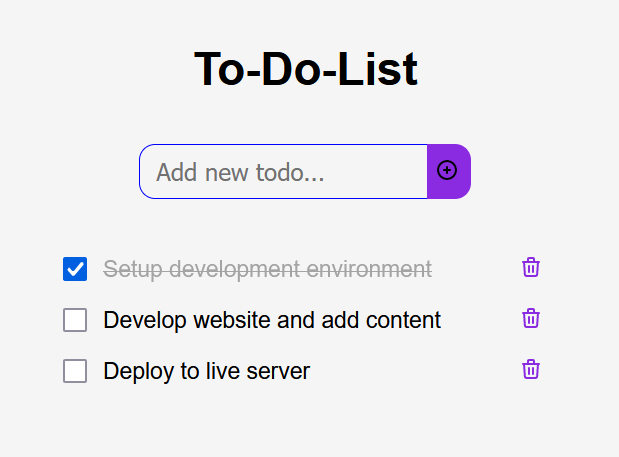 To-Do-List
Add new todo...
Setup development environment
Develop website and add content
Deploy to live server